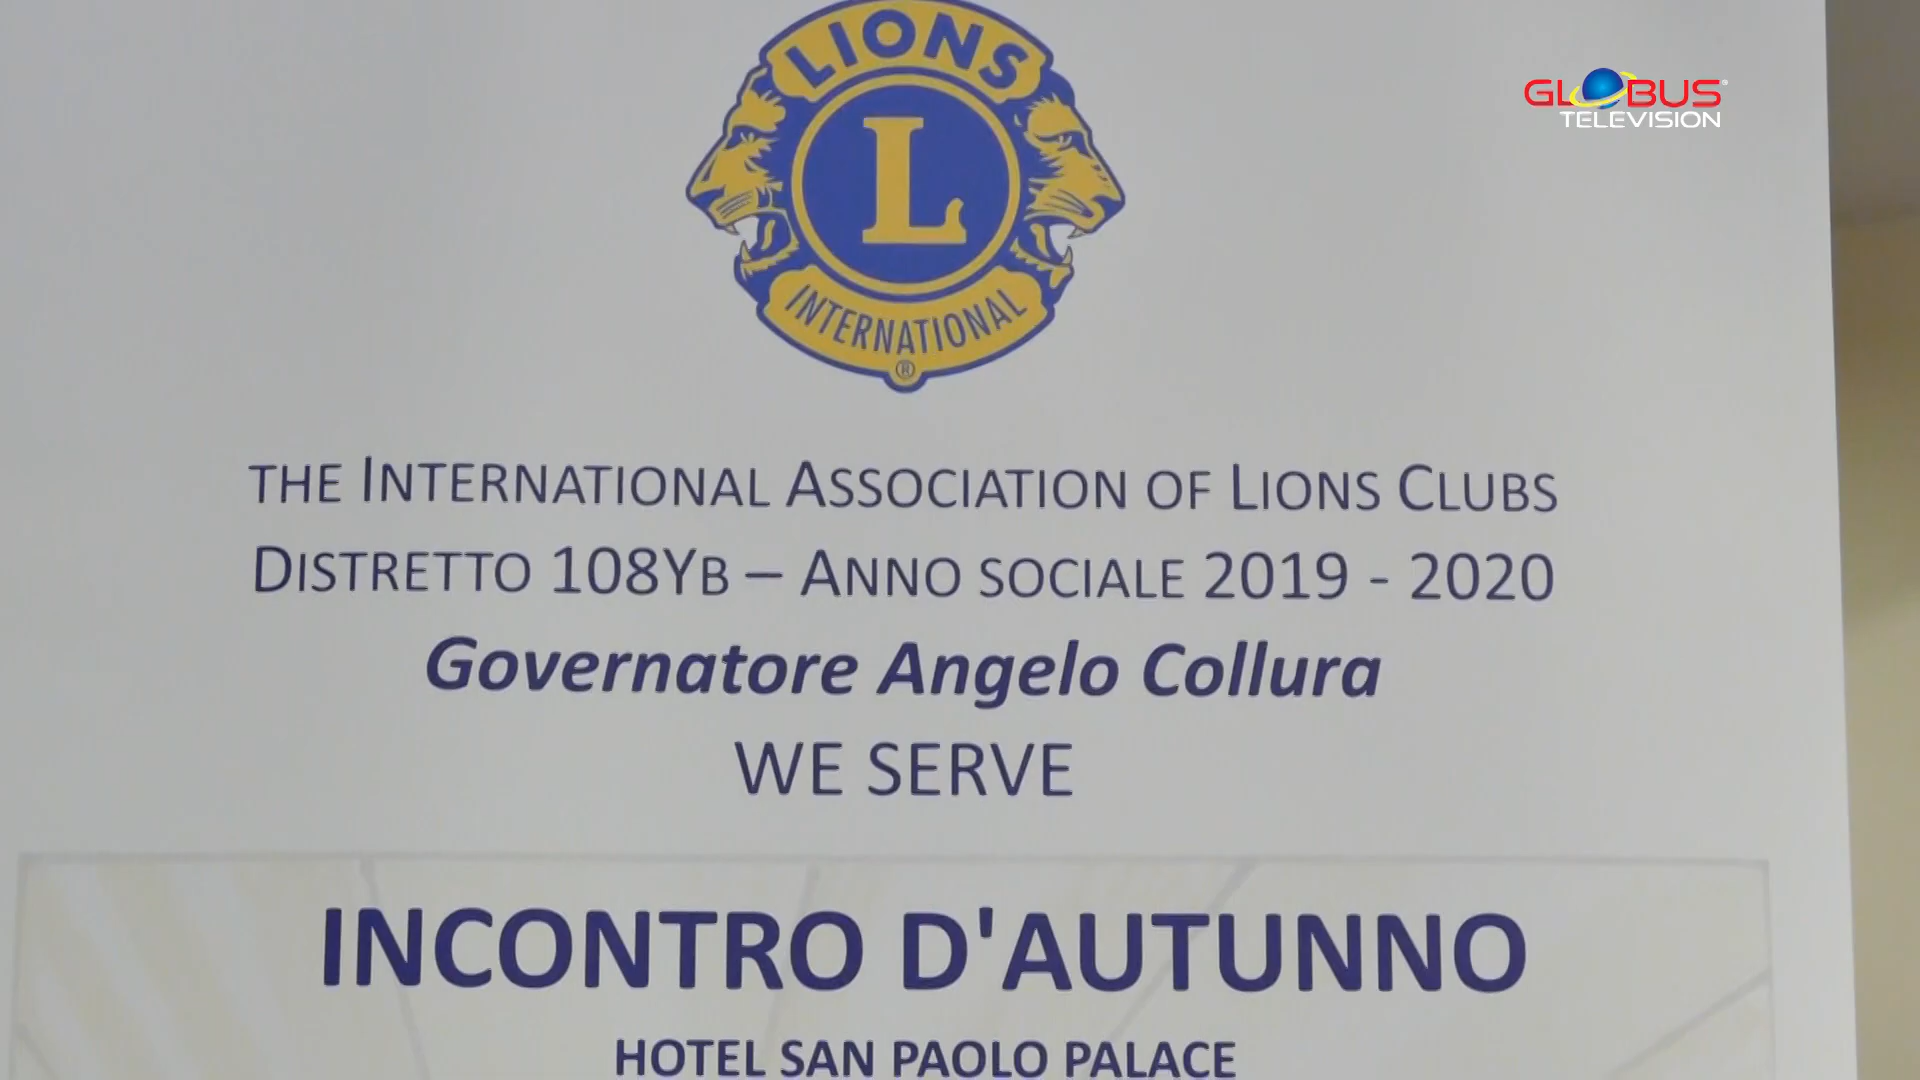 LIONS
L
INTERNATIONAL
®
GLOBUS®
TELEVISION
THE INTERNATIONAL ASSOCIATION OF LIONS CLUBS
DISTRETTO 108YB – ANNO SOCIALE 2019 - 2020
Governatore Angelo Collura
WE SERVE
INCONTRO D'AUTUNNO
HOTEL SAN PAOLO PALACE